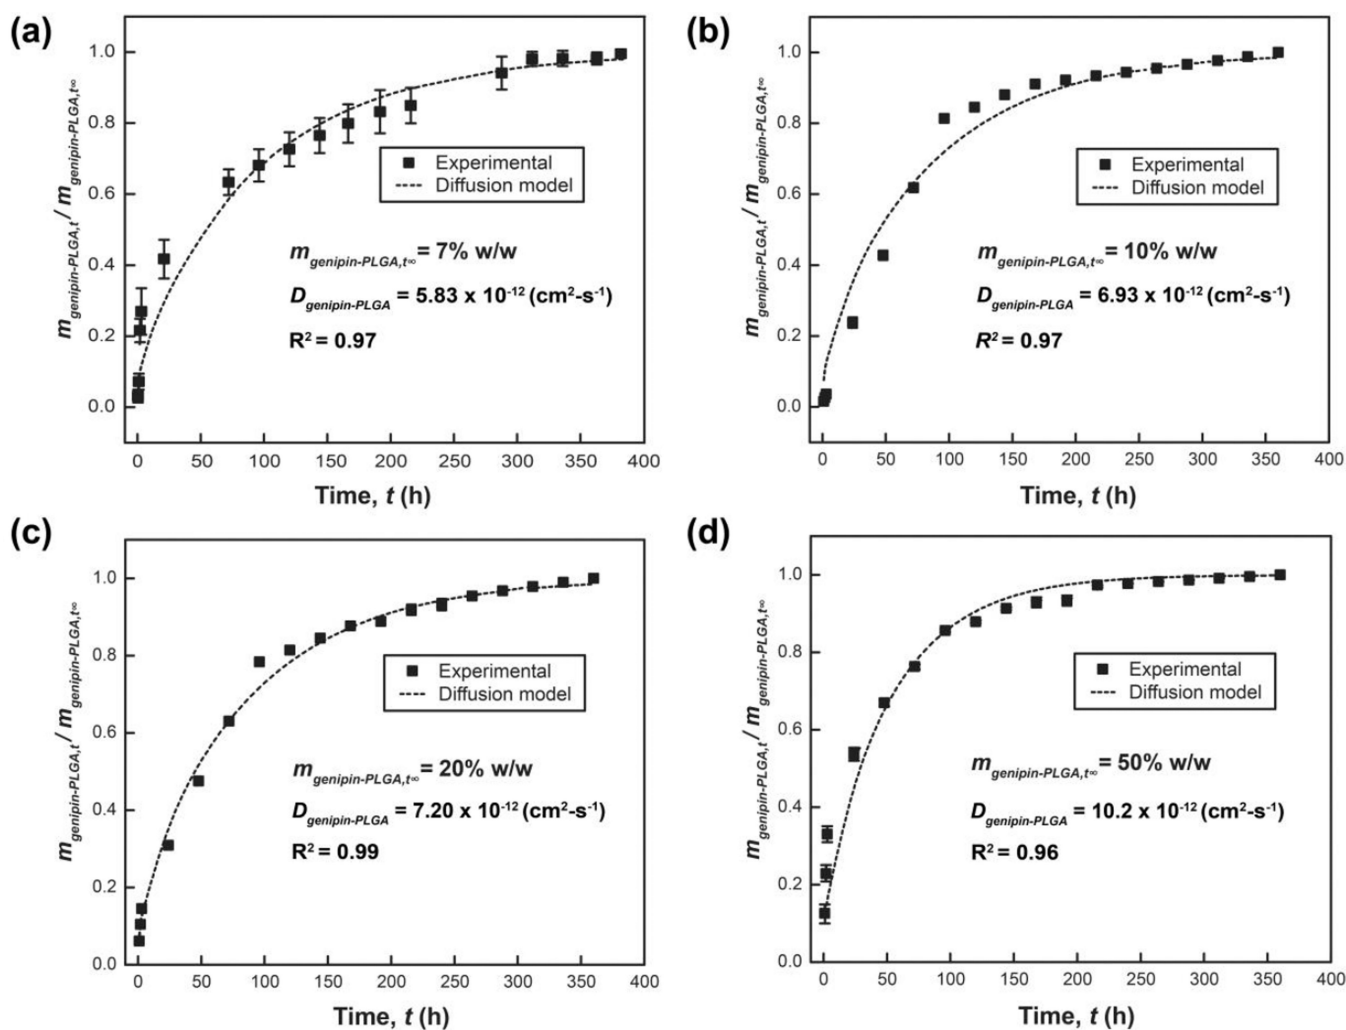 (a)
1.0
0.8
0.6
0.4
0.2
0.0
m_genipin-PLGA,t / m_genipin-PLGA,t∞
Experimental
Diffusion model
m_genipin-PLGA,t∞ = 7% w/w
D_genipin-PLGA = 5.83 x 10⁻¹² (cm²-s⁻¹)
R² = 0.97
0 50 100 150 200 250 300 350 400
Time, t (h)
(b)
1.0
0.8
0.6
0.4
0.2
0.0
m_genipin-PLGA,t / m_genipin-PLGA,t∞
Experimental
Diffusion model
m_genipin-PLGA,t∞ = 10% w/w
D_genipin-PLGA = 6.93 x 10⁻¹² (cm²-s⁻¹)
R² = 0.97
0 50 100 150 200 250 300 350 400
Time, t (h)
(c)
1.0
0.8
0.6
0.4
0.2
0.0
m_genipin-PLGA,t / m_genipin-PLGA,t∞
Experimental
Diffusion model
m_genipin-PLGA,t∞ = 20% w/w
D_genipin-PLGA = 7.20 x 10⁻¹² (cm²-s⁻¹)
R² = 0.99
0 50 100 150 200 250 300 350 400
Time, t (h)
(d)
1.0
0.8
0.6
0.4
0.2
0.0
m_genipin-PLGA,t / m_genipin-PLGA,t∞
Experimental
Diffusion model
m_genipin-PLGA,t∞ = 50% w/w
D_genipin-PLGA = 10.2 x 10⁻¹² (cm²-s⁻¹)
R² = 0.96
0 50 100 150 200 250 300 350 400
Time, t (h)